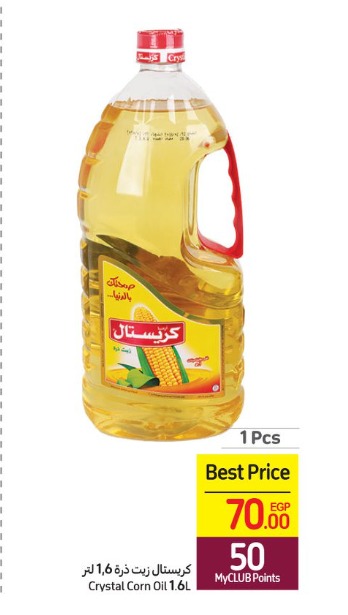 كريستال Crystal
صحتك
بالدنيا...
كريستال
زيت ذرة
1 Pcs
Best Price
70.00 EGP
50
MyCLUB Points
كريستال زيت ذرة 1,6 لتر
Crystal Corn Oil 1.6L